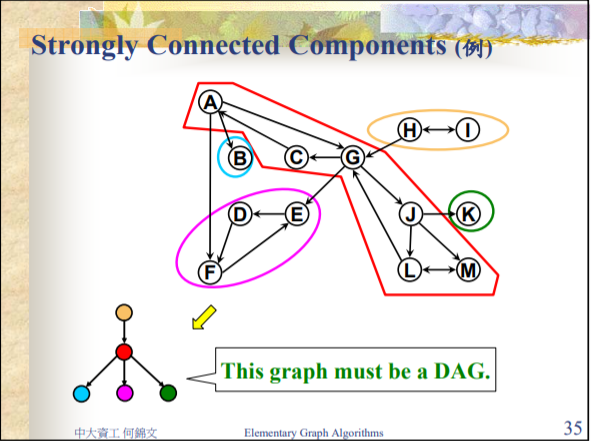 Strongly Connected Components (例)
A
H I
B C G
D E J K
F L M
This graph must be a DAG.
中大資工 何錦文 Elementary Graph Algorithms 35